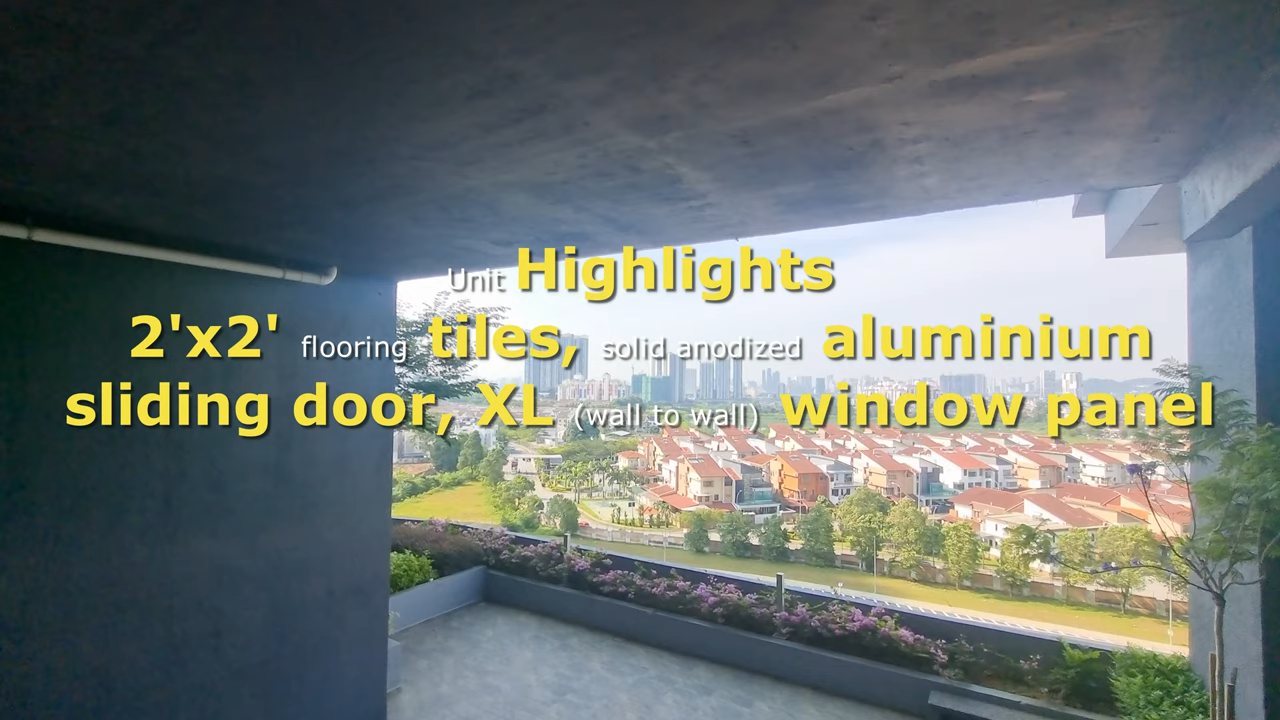 Unit Highlights
2'x2' flooring tiles, solid anodized aluminium
sliding door, XL (wall to wall) window panel